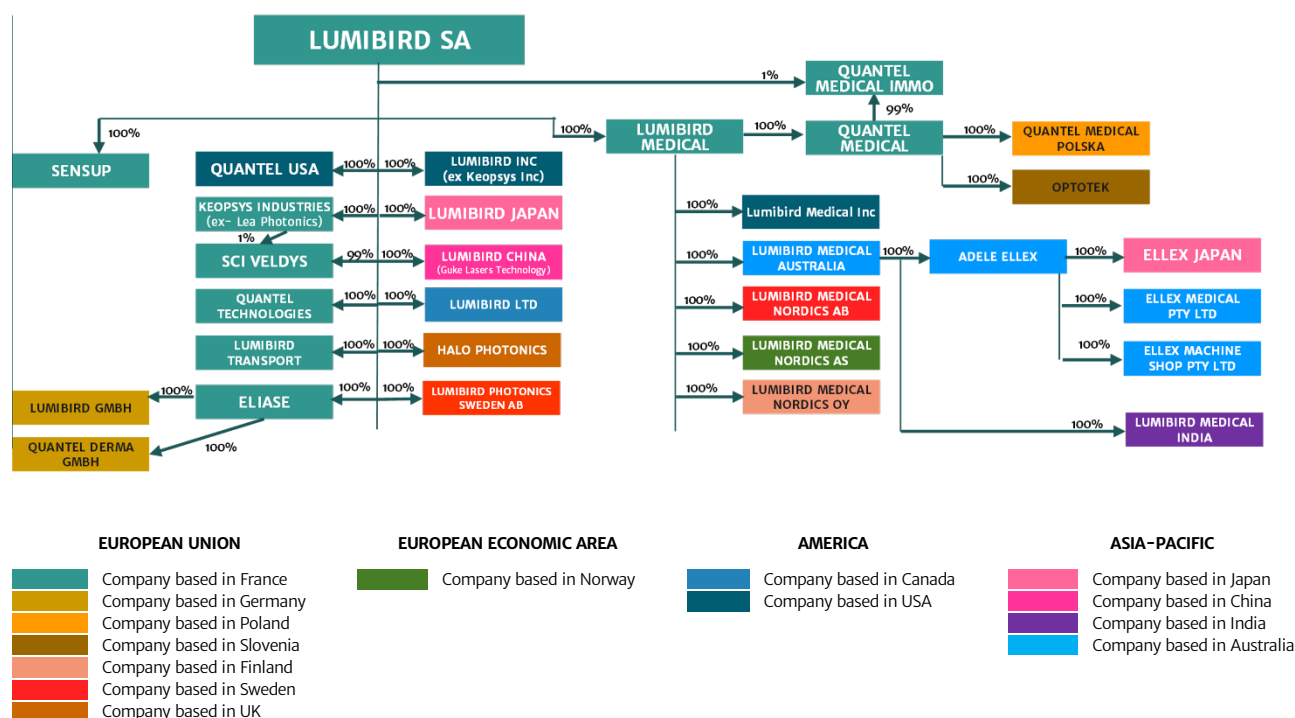 LUMIBIRD SA
1%
QUANTEL
MEDICAL IMMO
99%
100%
100%
LUMIBIRD
MEDICAL
100%
QUANTEL
MEDICAL
100%
QUANTEL MEDICAL
POLSKA
SENSUP
QUANTEL USA
100%
100%
LUMIBIRD INC
(ex Keopsys Inc)
100%
OPTOTEK
KEOPSYS INDUSTRIES
(ex- Lea Photonics)
100%
100%
LUMIBIRD JAPAN
100%
Lumibird Medical Inc
1%
SCI VELDYS
99%
100%
LUMIBIRD CHINA
(Guke Lasers Technology)
100%
LUMIBIRD MEDICAL
AUSTRALIA
100%
ADELE ELLEX
100%
ELLEX JAPAN
QUANTEL
TECHNOLOGIES
100%
100%
LUMIBIRD LTD
100%
LUMIBIRD MEDICAL
NORDICS AB
100%
ELLEX MEDICAL
PTY LTD
LUMIBIRD
TRANSPORT
100%
100%
HALO PHOTONICS
100%
LUMIBIRD MEDICAL
NORDICS AS
100%
ELLEX MACHINE
SHOP PTY LTD
LUMIBIRD GMBH
100%
ELIASE
100%
100%
LUMIBIRD PHOTONICS
SWEDEN AB
100%
LUMIBIRD MEDICAL
NORDICS OY
QUANTEL DERMA
GMBH
100%
100%
LUMIBIRD MEDICAL
INDIA
EUROPEAN UNION
Company based in France
Company based in Germany
Company based in Poland
Company based in Slovenia
Company based in Finland
Company based in Sweden
Company based in UK
EUROPEAN ECONOMIC AREA
Company based in Norway
AMERICA
Company based in Canada
Company based in USA
ASIA-PACIFIC
Company based in Japan
Company based in China
Company based in India
Company based in Australia